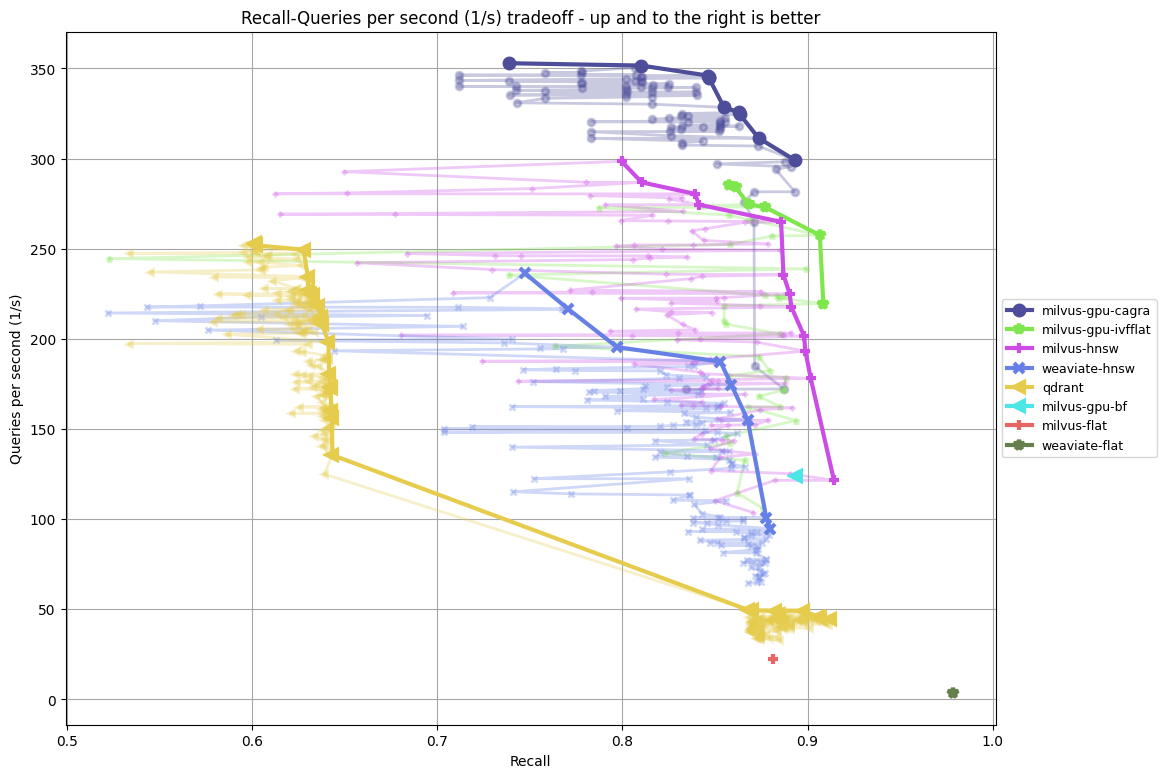 Recall-Queries per second (1/s) tradeoff - up and to the right is better
350
300
250
200
150
100
50
0
Queries per second (1/s)
0.5
0.6
0.7
0.8
0.9
1.0
Recall
milvus-gpu-cagra
milvus-gpu-ivfflat
milvus-hnsw
weaviate-hnsw
qdrant
milvus-gpu-bf
milvus-flat
weaviate-flat